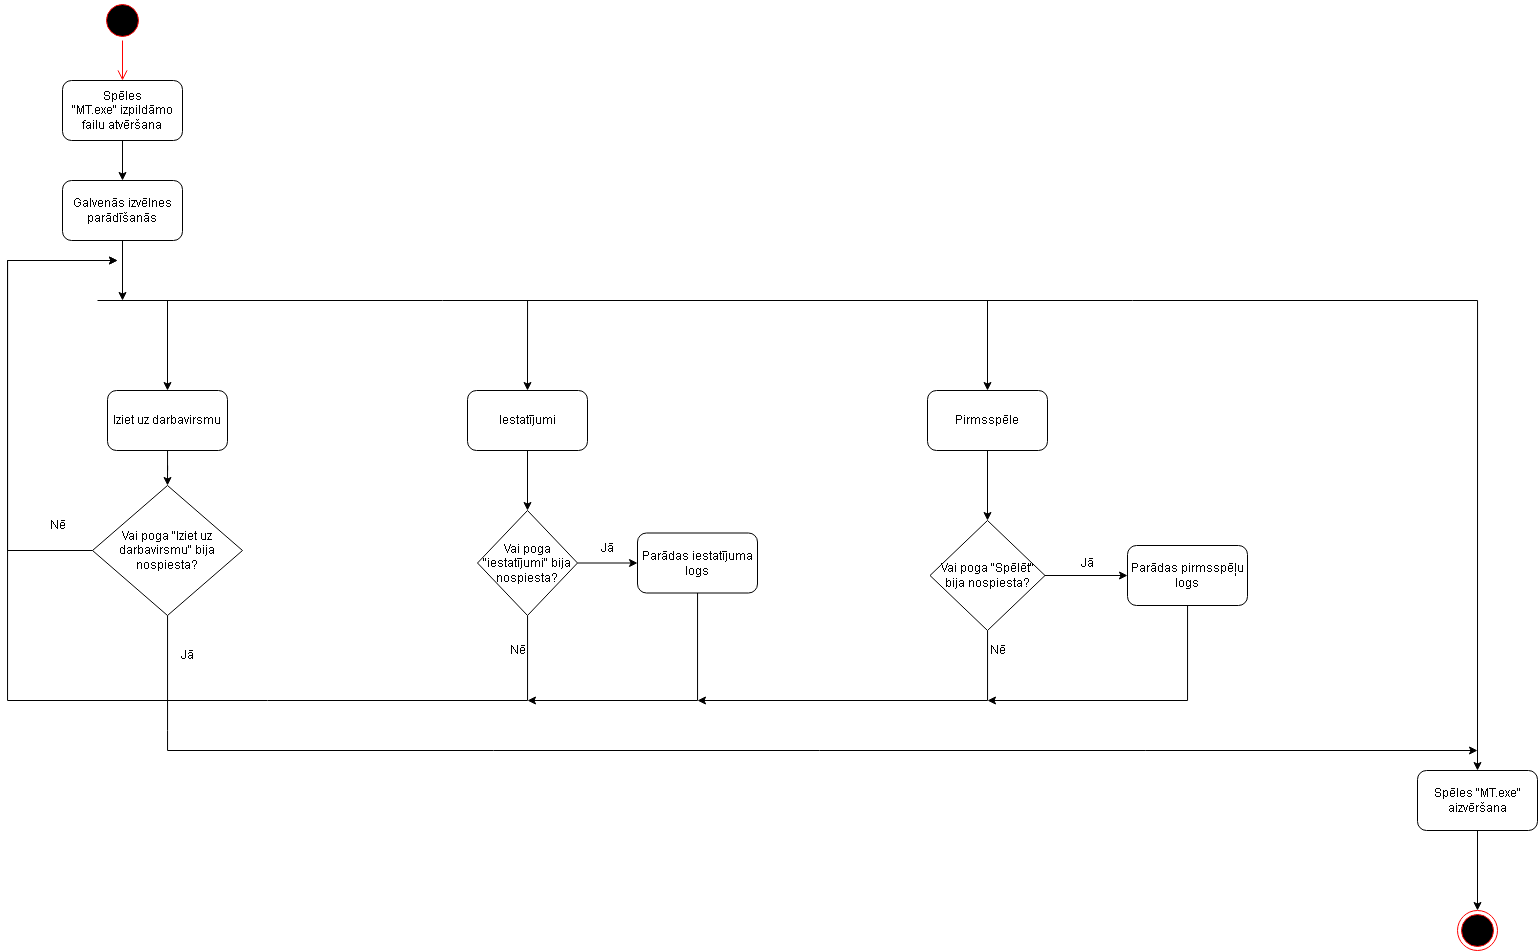 Spēles
"MT.exe" izpildāmo
failu atvēršana
Galvenās izvēlnes
parādīšanās
Iziet uz darbavirsmu
Iestatījumi
Pirmsspēle
Nē
Vai poga "Iziet uz
darbavirsmu" bija
nospiesta?
Jā
Vai poga
"iestatījumi" bija
nospiesta?
Jā
Parādas iestatījuma
logs
Nē
Vai poga "Spēlēt"
bija nospiesta?
Jā
Parādas pirmsspēļu
logs
Nē
Spēles "MT.exe"
aizvēršana